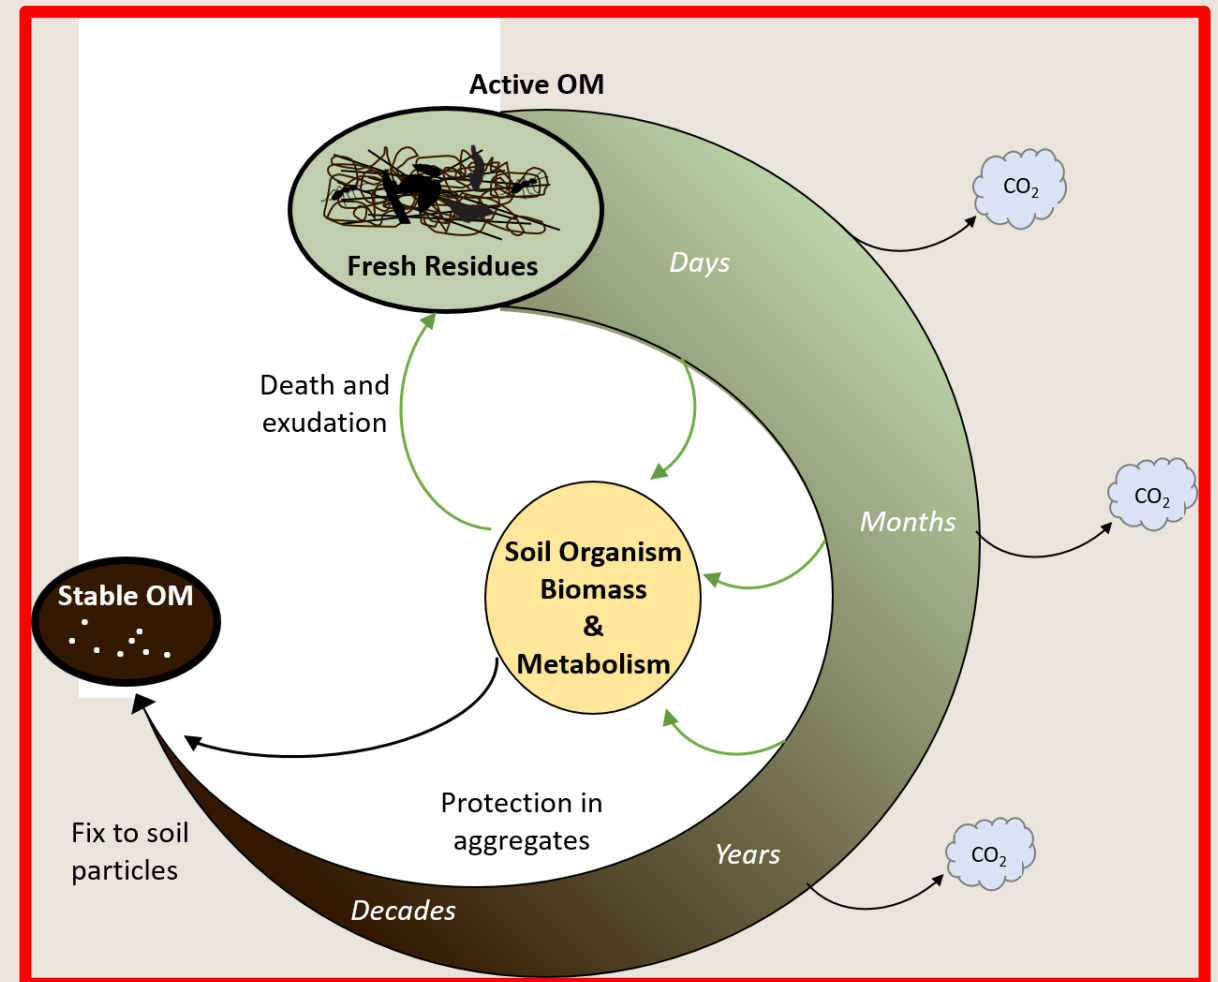 Active OM
Fresh Residues
Days
CO₂
Death and
exudation
Months
CO₂
Soil Organism
Biomass
&
Metabolism
Stable OM
Protection in
aggregates
Fix to soil
particles
Years
CO₂
Decades